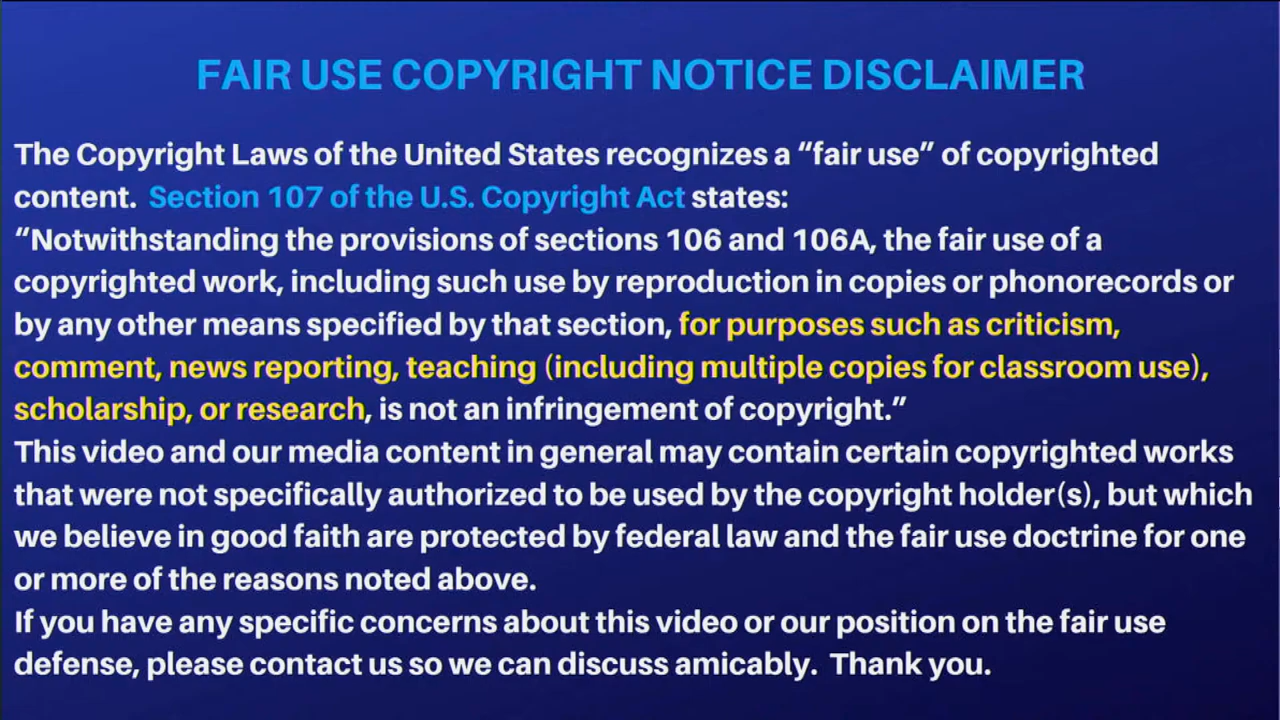 FAIR USE COPYRIGHT NOTICE DISCLAIMER
The Copyright Laws of the United States recognizes a “fair use” of copyrighted
content.  Section 107 of the U.S. Copyright Act states:
“Notwithstanding the provisions of sections 106 and 106A, the fair use of a
copyrighted work, including such use by reproduction in copies or phonorecords or
by any other means specified by that section, for purposes such as criticism,
comment, news reporting, teaching (including multiple copies for classroom use),
scholarship, or research, is not an infringement of copyright.”
This video and our media content in general may contain certain copyrighted works
that were not specifically authorized to be used by the copyright holder(s), but which
we believe in good faith are protected by federal law and the fair use doctrine for one
or more of the reasons noted above.
If you have any specific concerns about this video or our position on the fair use
defense, please contact us so we can discuss amicably.  Thank you.